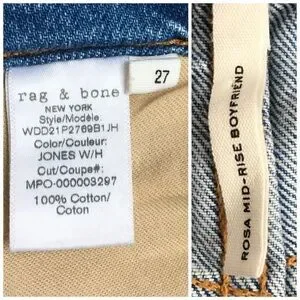 rag & bone
NEW YORK
Style/Modèle:
WDD21P2769B1JH
Color/Couleur:
JONES W/H
Cut/Coupe#:
MPO-000003297
100% Cotton/
Coton
27
ROSA MID-RISE BOYFRIEND